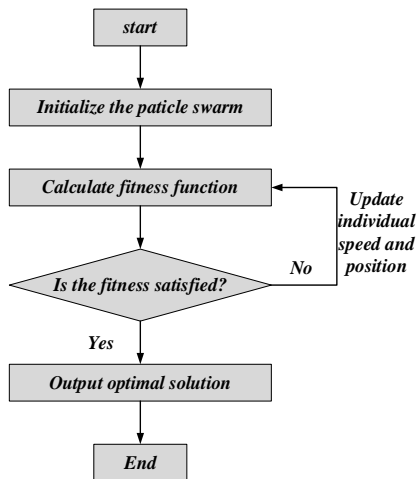 start
Initialize the paticle swarm
Calculate fitness function
Update
individual
speed and
position
Is the fitness satisfied?
No
Yes
Output optimal solution
End